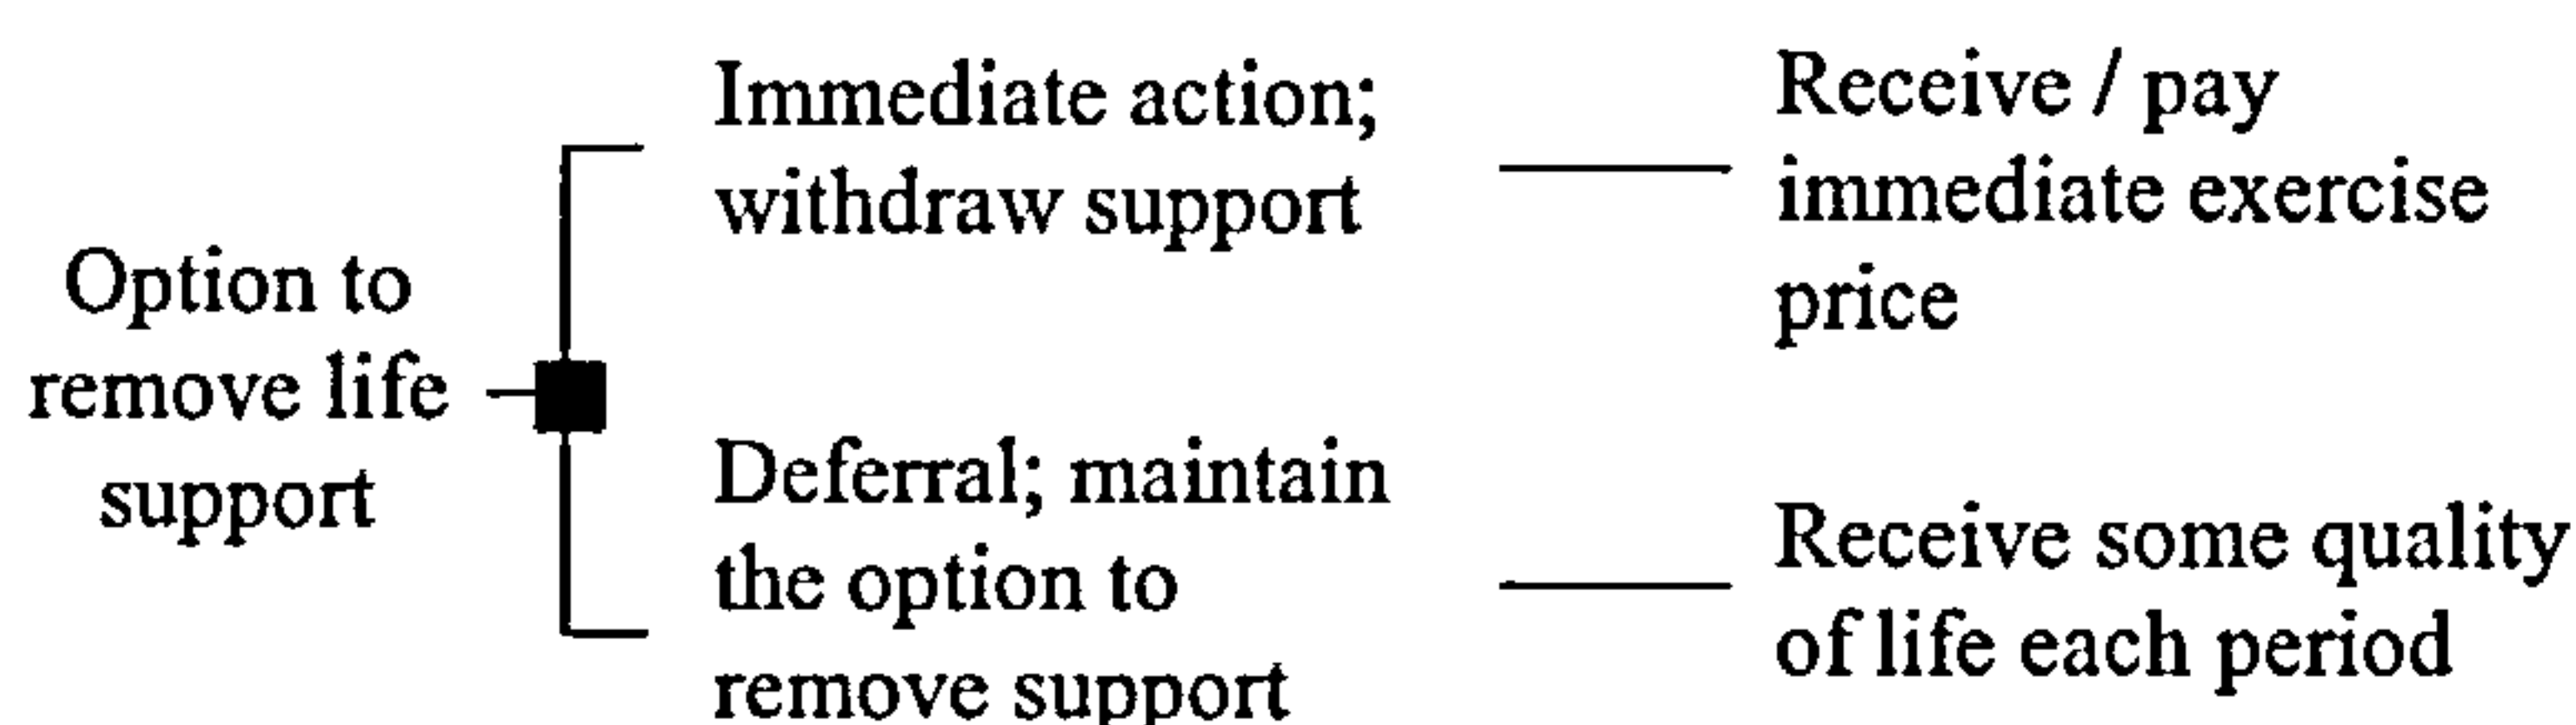 Option to
remove life
support
Immediate action;
withdraw support
Receive / pay
immediate exercise
price
Deferral; maintain
the option to
remove support
Receive some quality
of life each period